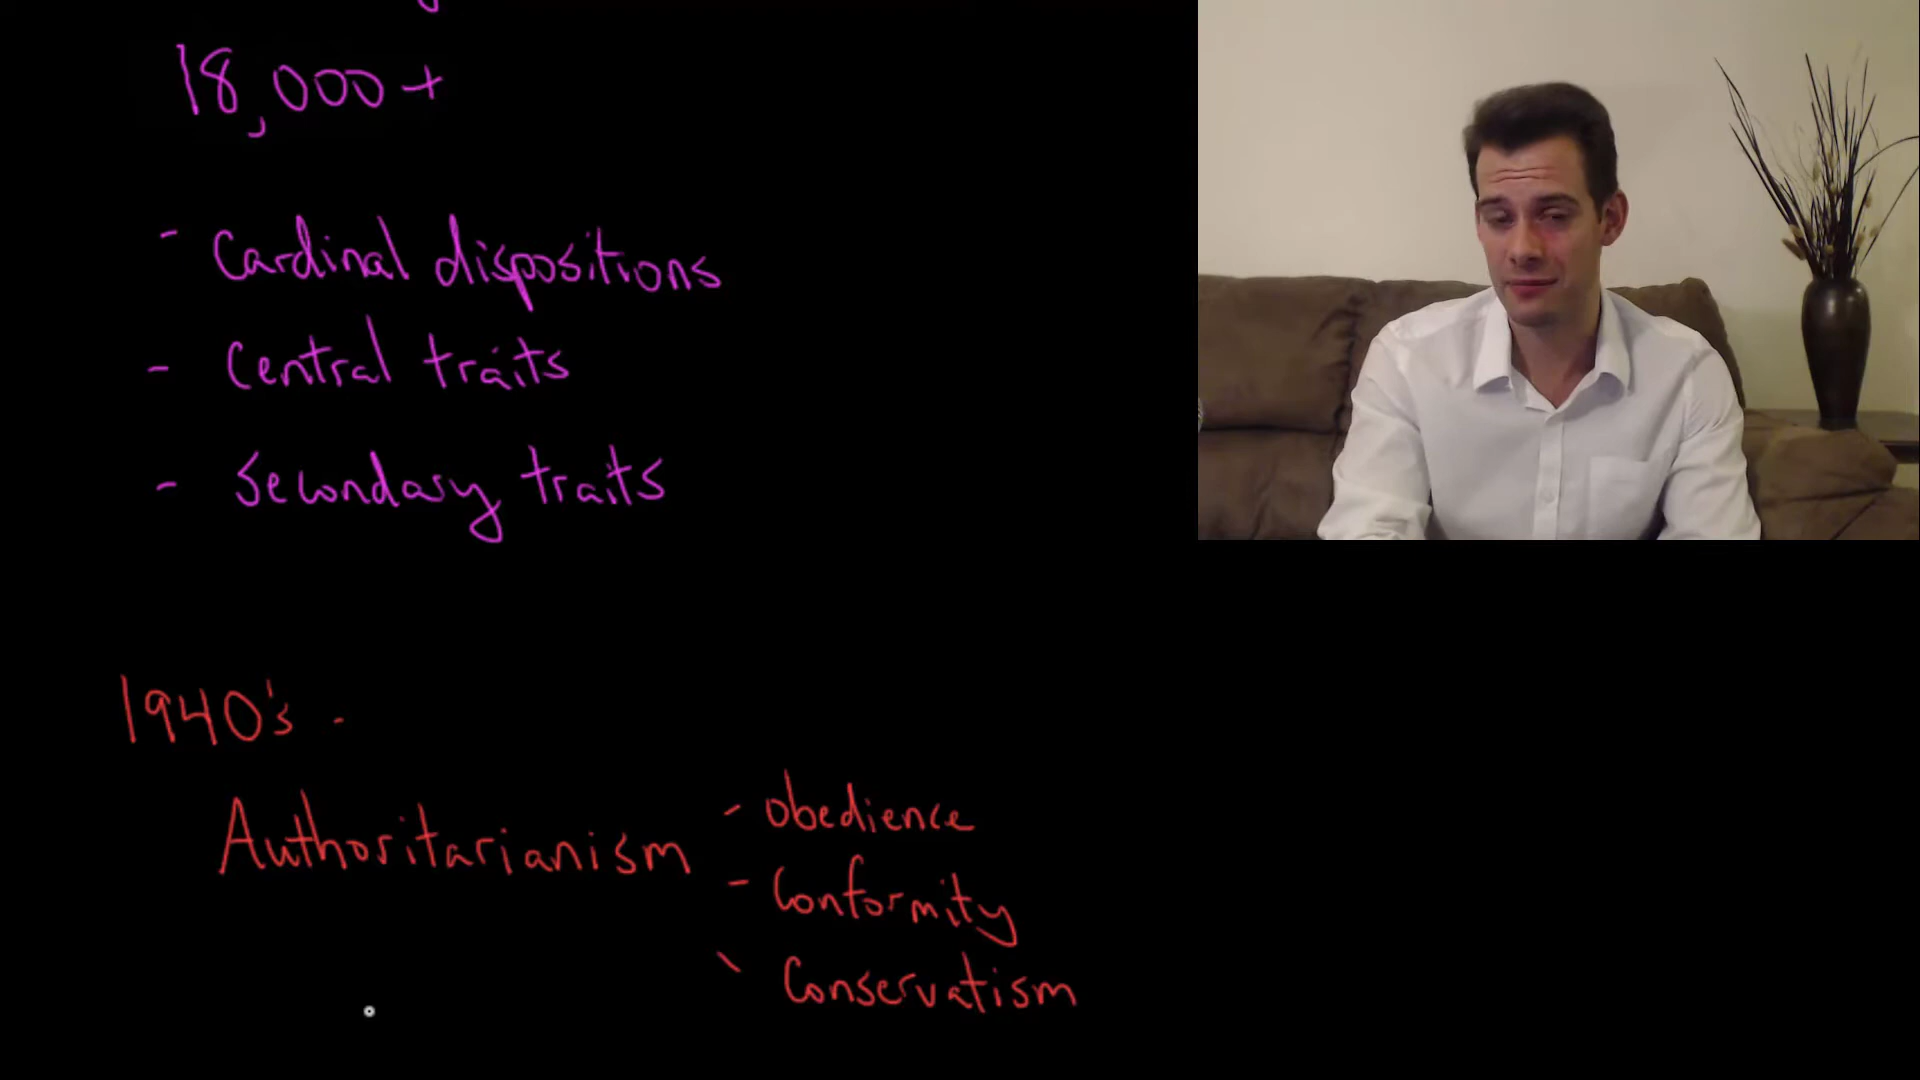 18,000+
- Cardinal dispositions
- Central traits
- Secondary traits
1940's -
Authoritarianism
- Obedience
- Conformity
- Conservatism